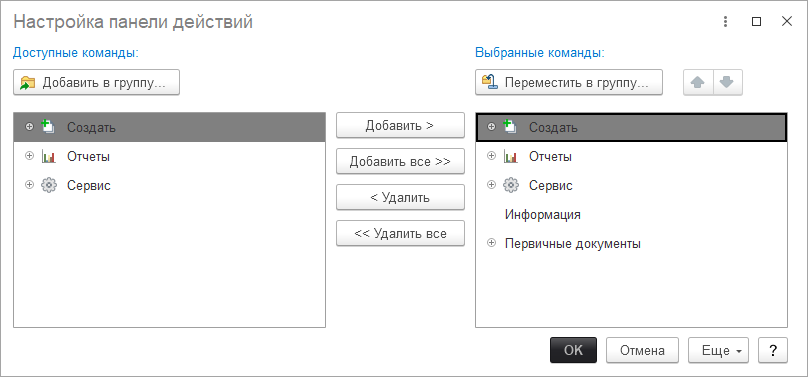 Настройка панели действий
Доступные команды:
Выбранные команды:
Добавить в группу...
Переместить в группу...
Создать
Отчеты
Сервис
Добавить >
Добавить все >>
< Удалить
<< Удалить все
Создать
Отчеты
Сервис
Информация
Первичные документы
OK
Отмена
Еще
?